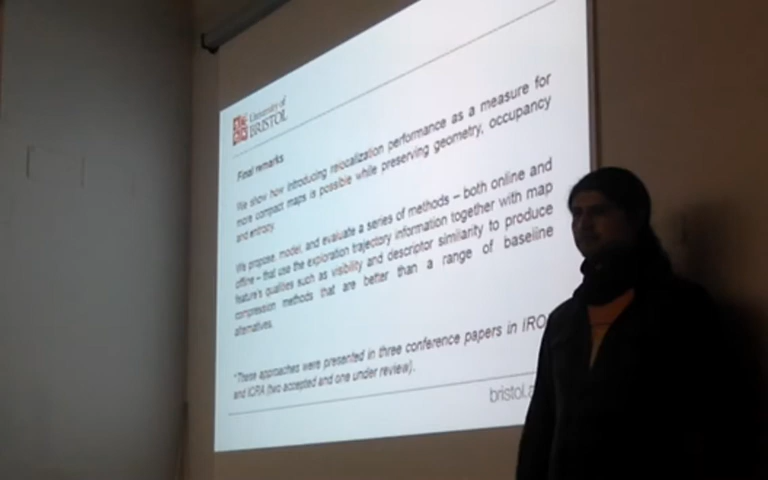 University of
BRISTOL
Final remarks
We show how introducing relocalization performance as a measure for
more compact maps is possible while preserving geometry, occupancy
and entropy.
We propose, model, and evaluate a series of methods – both online and
offline – that use the exploration trajectory information together with map
feature's qualities such as visibility and descriptor similarity to produce
compression methods that are better than a range of baseline
alternatives.
*These approaches were presented in three conference papers in IRO
and ICRA (two accepted and one under review).
bristol.a